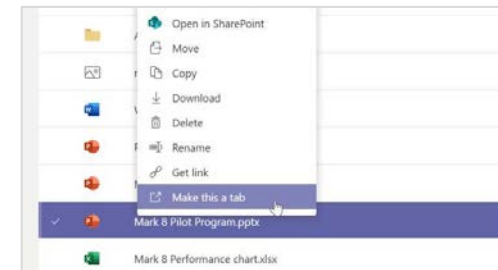 Open in SharePoint
Move
Copy
Download
Delete
Rename
Get link
Make this a tab
Mark 8 Pilot Program.pptx
Mark 8 Performance chart.xlsx